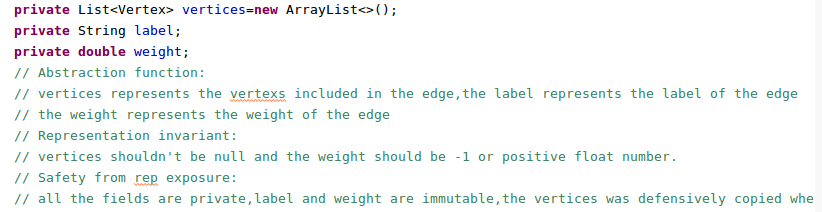 private List<Vertex> vertices=new ArrayList<>();
private String label;
private double weight;
// Abstraction function:
// vertices represents the vertexs included in the edge,the label represents the label of the edge
// the weight represents the weight of the edge
// Representation invariant:
// vertices shouldn't be null and the weight should be -1 or positive float number.
// Safety from rep exposure:
// all the fields are private,label and weight are immutable,the vertices was defensively copied whe